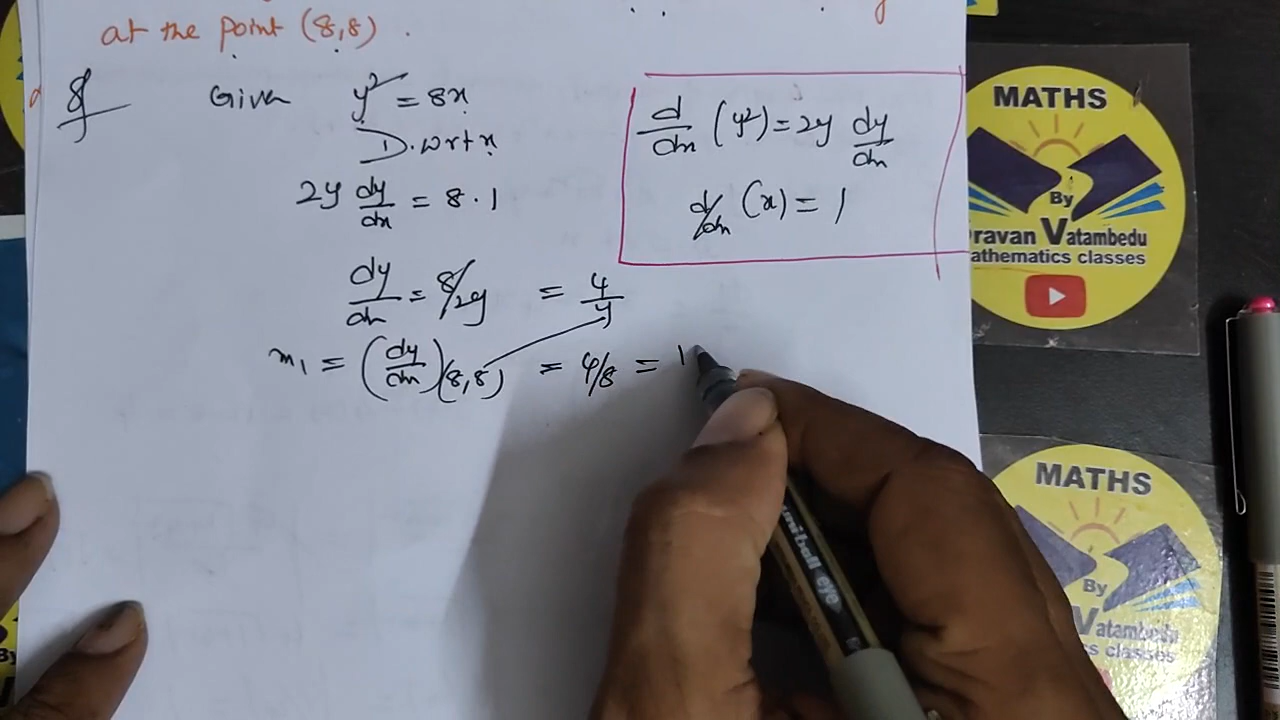 at the point (8,8).
Given y² = 8x
D.w.r.t x
2y dy/dx = 8·1
dy/dx = 8/2y = 4/y
m₁ = (dy/dx)(8,8) = 4/8 = 1
d/dx (y²) = 2y dy/dx
d/dx (x) = 1
MATHS
By
ravan Vatambedu
athematics classes
MATHS
By
Vatambedu
s classes
uniball eye